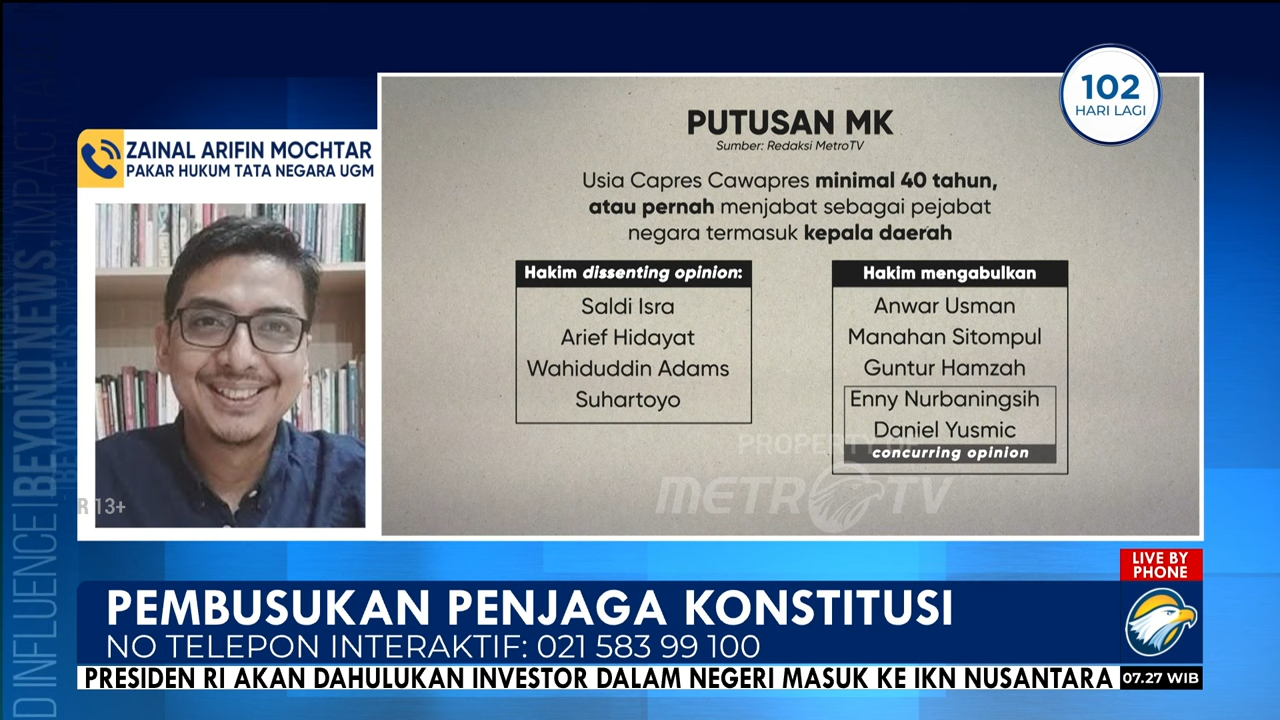 102
HARI LAGI
ZAINAL ARIFIN MOCHTAR
PAKAR HUKUM TATA NEGARA UGM
R 13+
PUTUSAN MK
Sumber: Redaksi MetroTV
Usia Capres Cawapres minimal 40 tahun,
atau pernah menjabat sebagai pejabat
negara termasuk kepala daerah
Hakim dissenting opinion:
Saldi Isra
Arief Hidayat
Wahiduddin Adams
Suhartoyo
Hakim mengabulkan
Anwar Usman
Manahan Sitompul
Guntur Hamzah
Enny Nurbaningsih
Daniel Yusmic
concurring opinion
PROPERTY OF
METRO TV
LIVE BY
PHONE
PEMBUSUKAN PENJAGA KONSTITUSI
NO TELEPON INTERAKTIF: 021 583 99 100
PRESIDEN RI AKAN DAHULUKAN INVESTOR DALAM NEGERI MASUK KE IKN NUSANTARA
07.27 WIB
D INFLUENCE | BEYOND NEWS, IMPACT